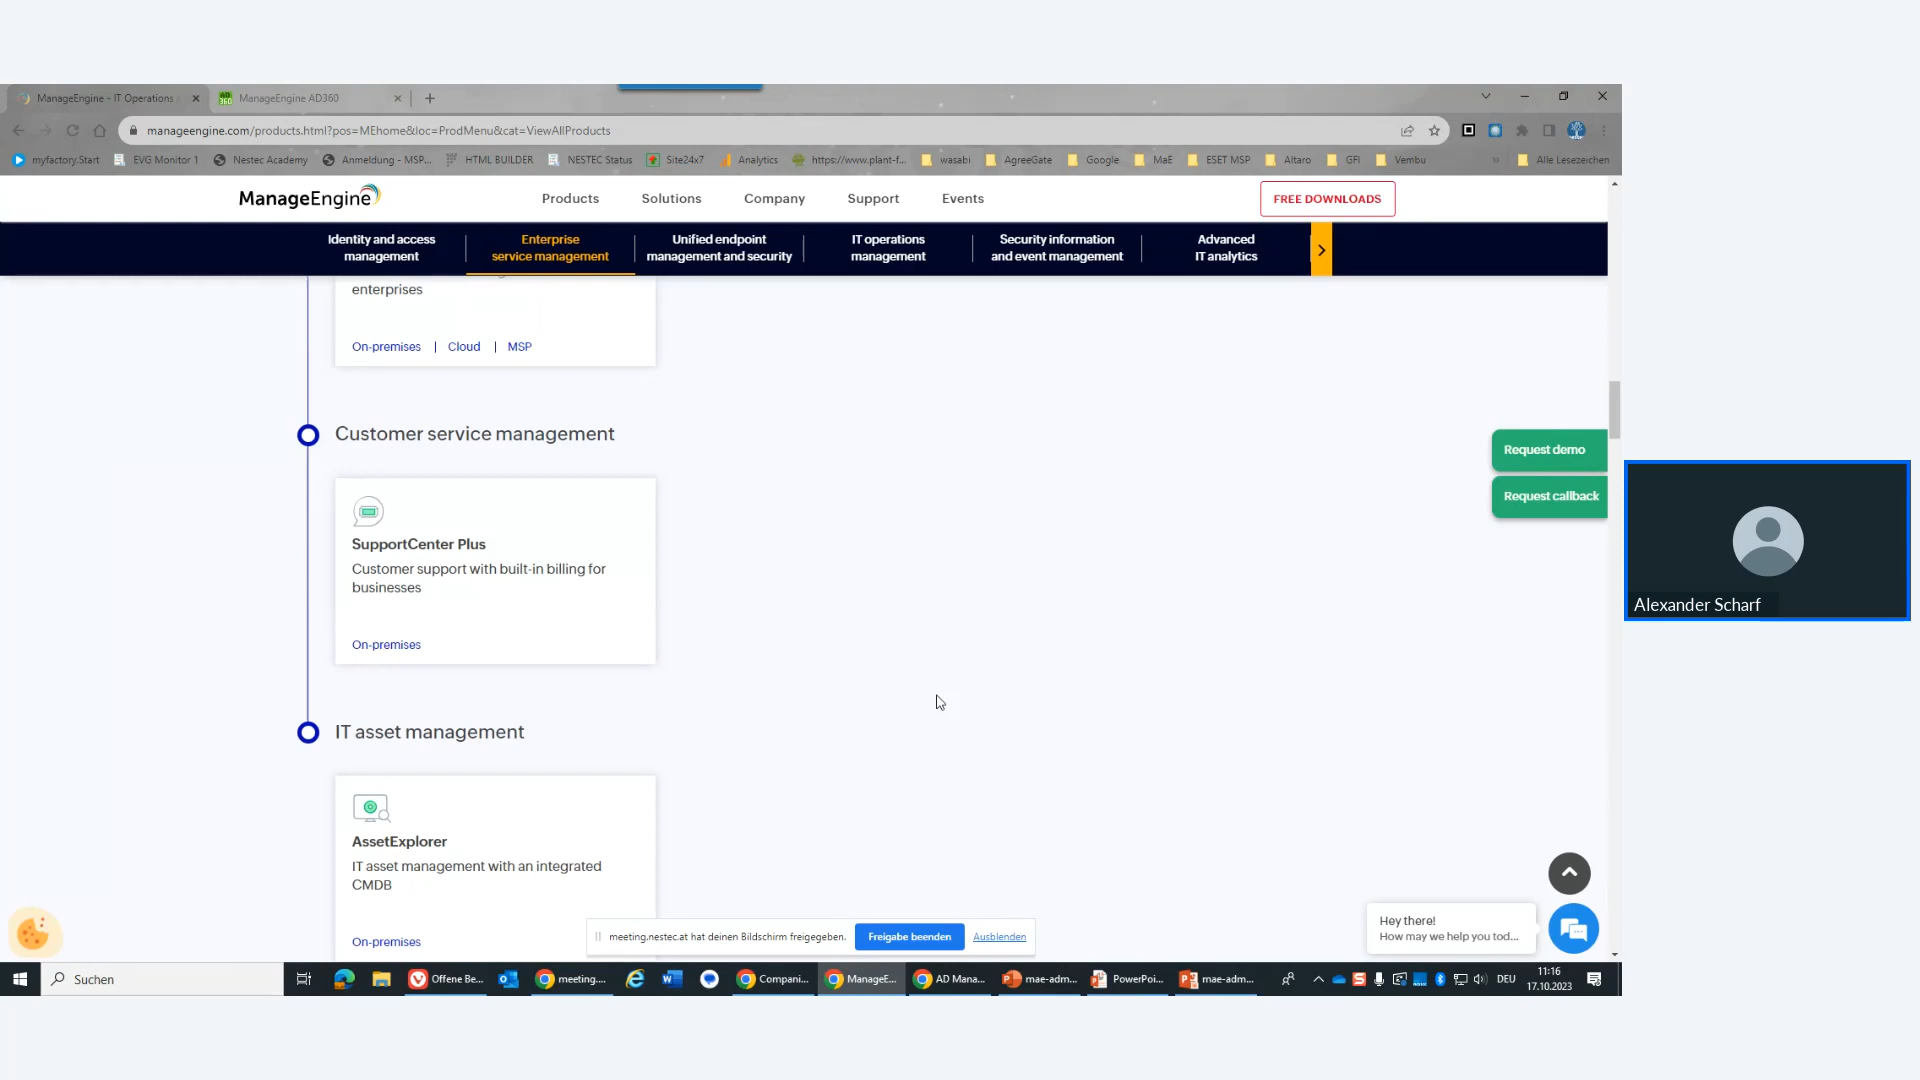 ManageEngine - IT Operations
ManageEngine AD360
manageengine.com/products.html?pos=MEhome&loc=ProdMenu&cat=ViewAllProducts
myfactory.Start
EVG Monitor 1
Nestec Academy
Anmeldung - MSP...
HTML BUILDER
NESTEC Status
Site24x7
Analytics
https://www.plant-f...
wasabi
AgreeGate
Google
MaE
ESET MSP
Altaro
GFI
Vembu
»
Alle Lesezeichen
ManageEngine
Products
Solutions
Company
Support
Events
FREE DOWNLOADS
Identity and access
management
Enterprise
service management
Unified endpoint
management and security
IT operations
management
Security information
and event management
Advanced
IT analytics
enterprises
On-premises | Cloud | MSP
Customer service management
SupportCenter Plus
Customer support with built-in billing for
businesses
On-premises
Request demo
Request callback
Alexander Scharf
IT asset management
AssetExplorer
IT asset management with an integrated
CMDB
On-premises
meeting.nestec.at hat deinen Bildschirm freigegeben.
Freigabe beenden
Ausblenden
Hey there!
How may we help you tod...
Suchen
Offene Be...
meeting....
Compani...
ManageE...
AD Mana...
mae-adm...
PowerPoi...
mae-adm...
DEU
11:16
17.10.2023